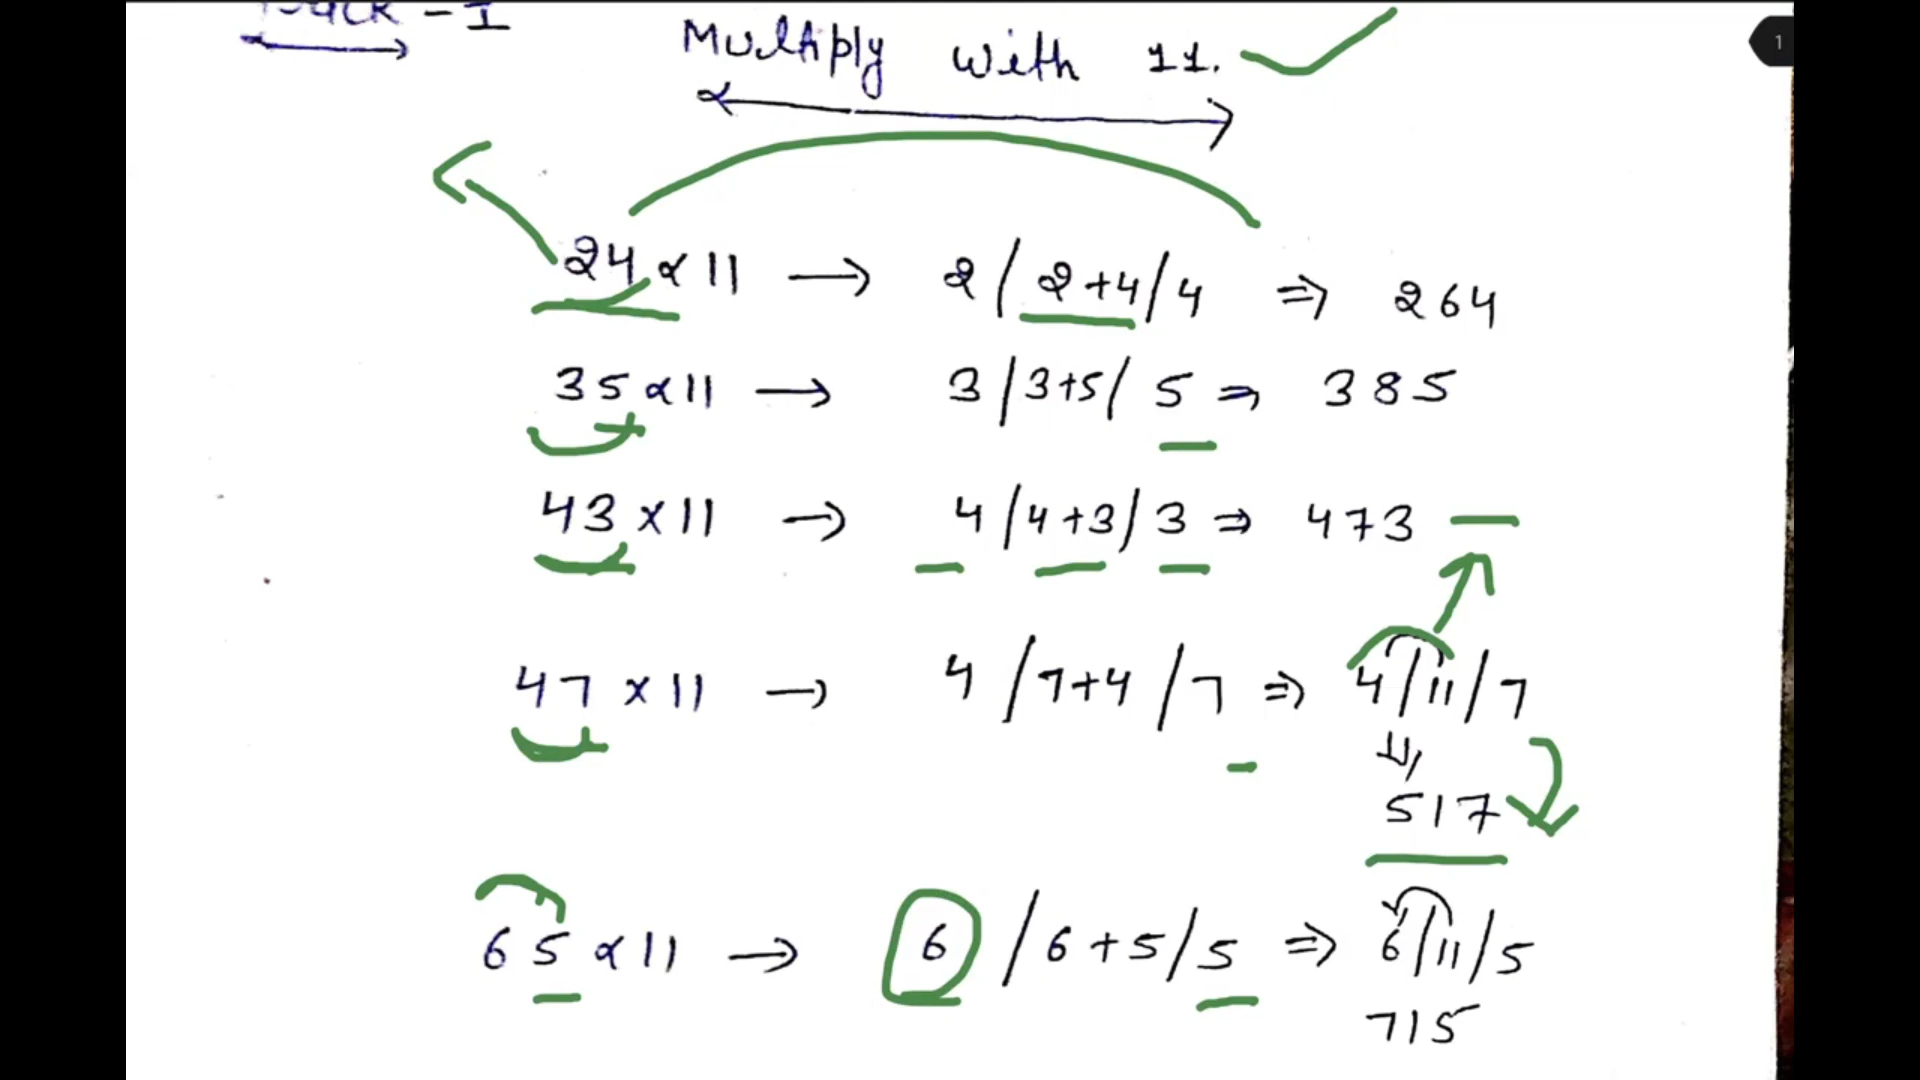 - I
Multiply with 11.
1
24 x 11 → 2 / 2+4 / 4 ⇒ 264
35 x 11 → 3 / 3+5 / 5 ⇒ 385
43 x 11 → 4 / 4+3 / 3 ⇒ 473
47 x 11 → 4 / 7+4 / 7 ⇒ 4/11/7
⇓
517
65 x 11 → 6 / 6+5 / 5 ⇒ 6/11/5
715